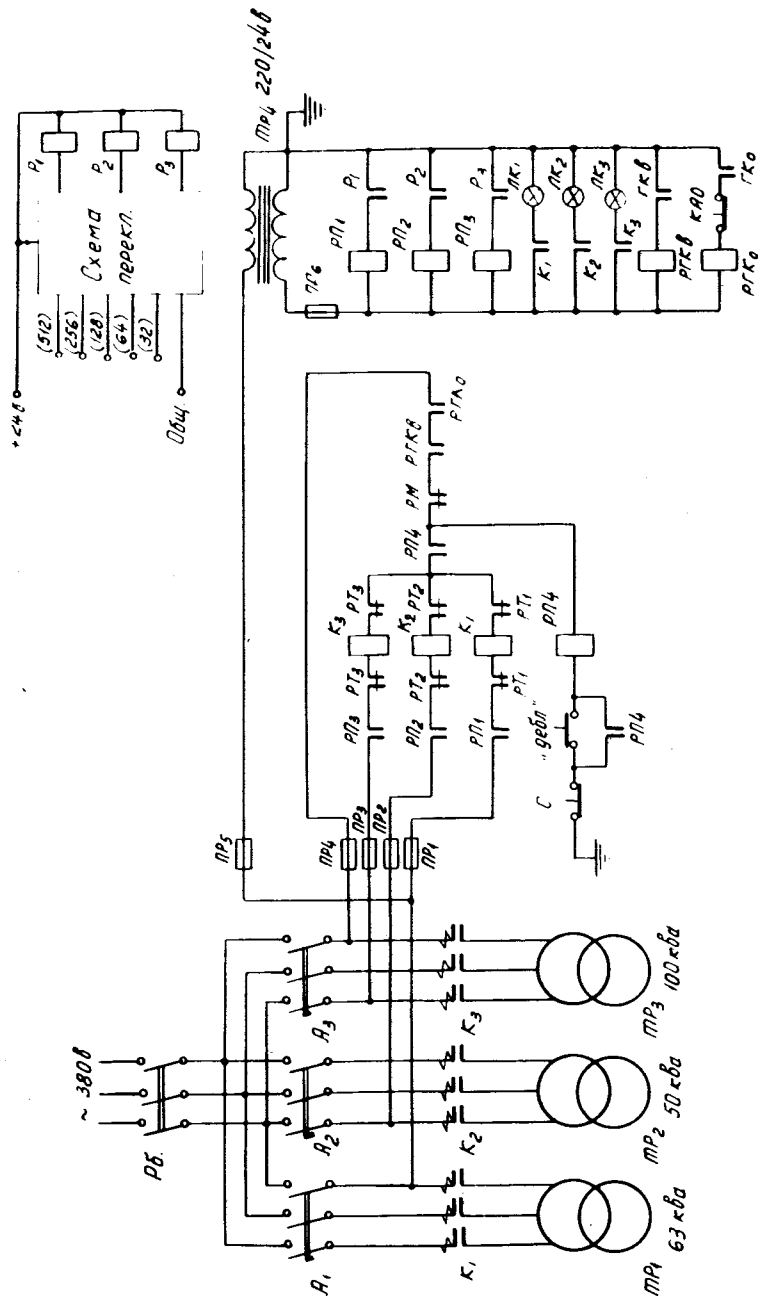 ~ 380в
Рб.
А1
А2
А3
К1
К2
К3
ТР1
63 ква
ТР2
50 ква
ТР3
100 ква
ПР5
ПР4
ПР3
ПР2
ПР1
РП3
РТ3
К3
РТ3
РП2
РТ2
К2
РТ2
РП1
РТ1
К1
РТ1
РП4
РМ
РГКв
РГКо
С
„дебл"
РП4
РП4
+24в
Общ.
(512)
(256)
(128)
(64)
(32)
Схема
перекл.
Р1
Р2
Р3
ТР4 220/24в
ПР6
РП1
Р1
РП2
Р2
РП3
Р3
К1
ЛК1
К2
ЛК2
К3
ЛК3
РГКв
ГКв
РГКо
КАО
ГКо